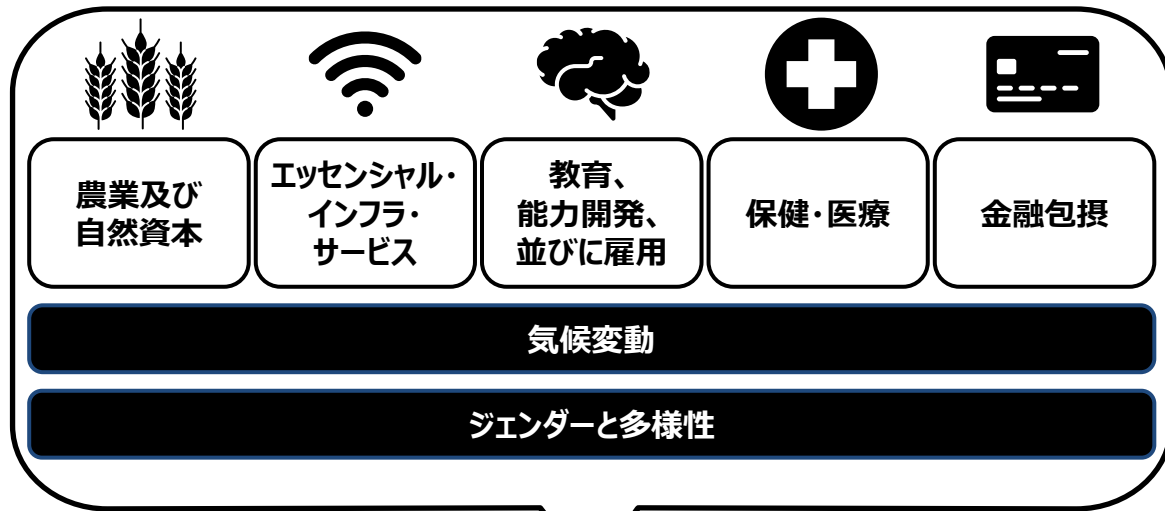 農業及び
自然資本
エッセンシャル・
インフラ・
サービス
教育、
能力開発、
並びに雇用
保健・医療
金融包摂
気候変動
ジェンダーと多様性